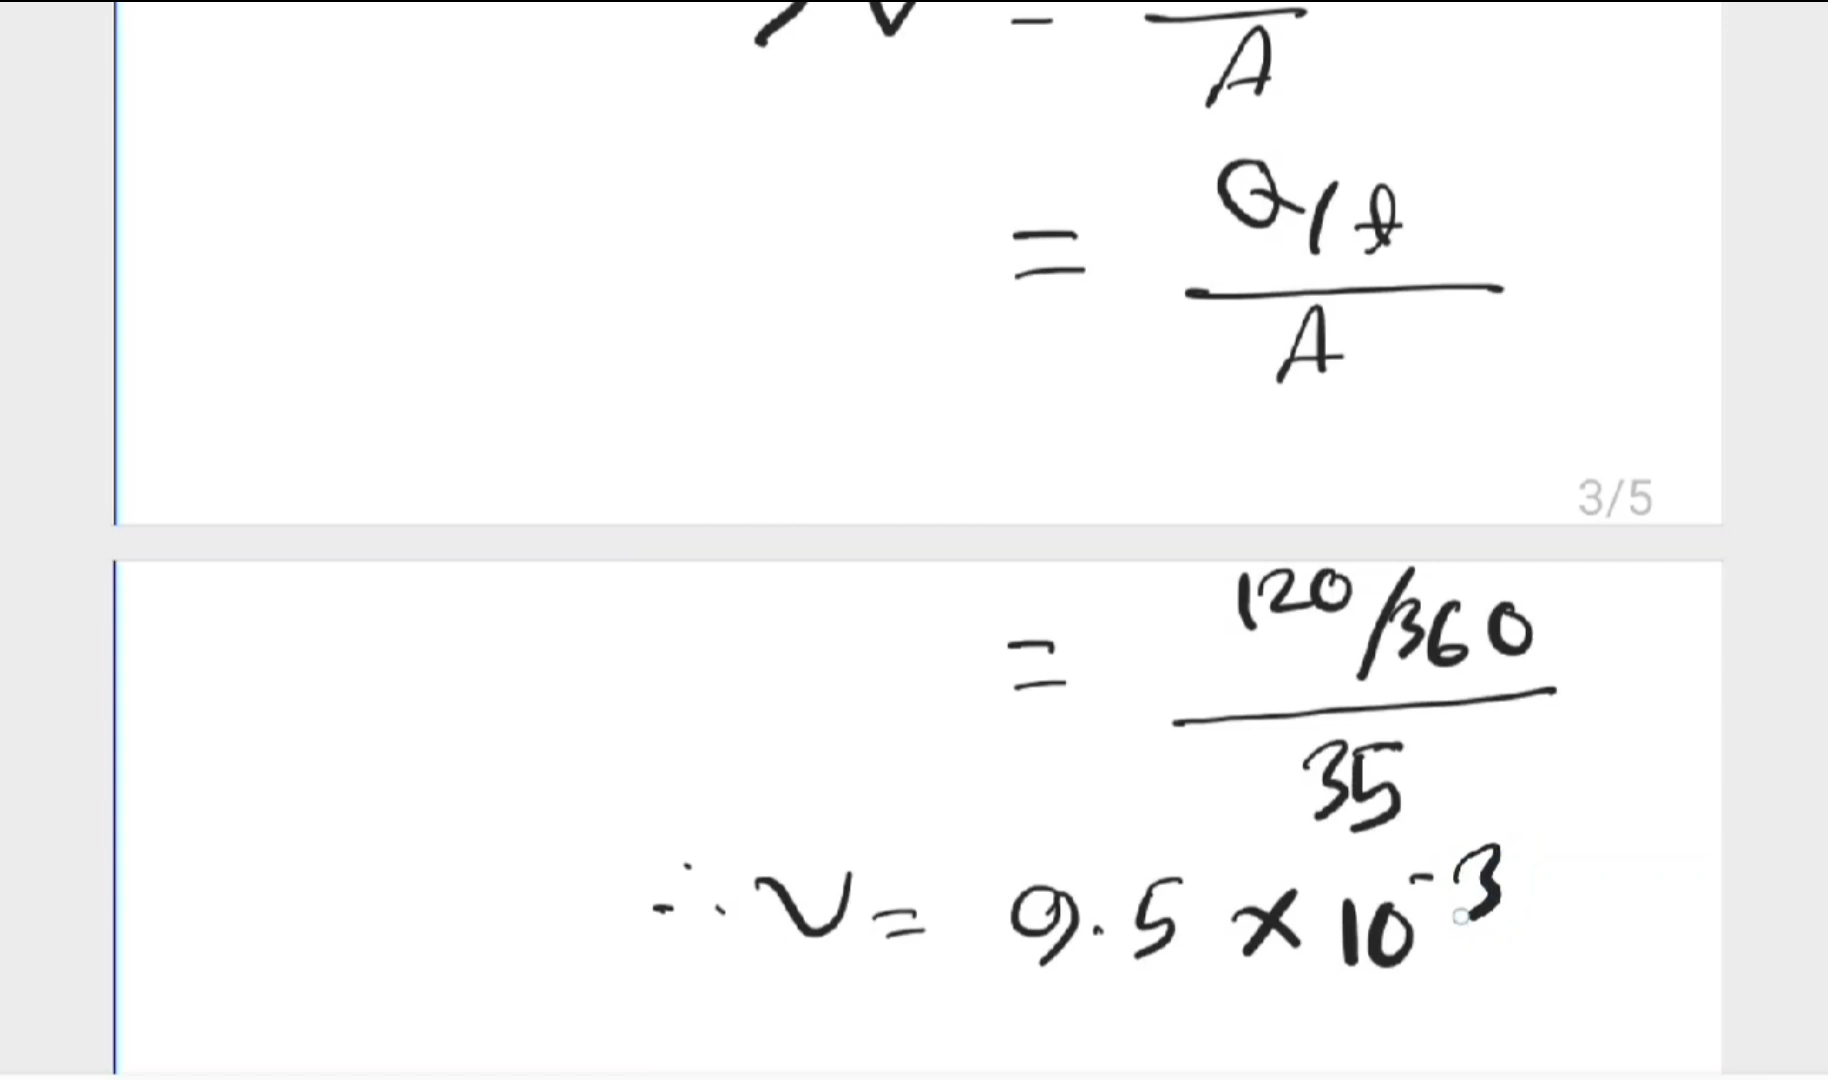 V = — / A
= Q/t / A
3/5
= 120/360 / 35
∴ V = 9.5 × 10⁻³